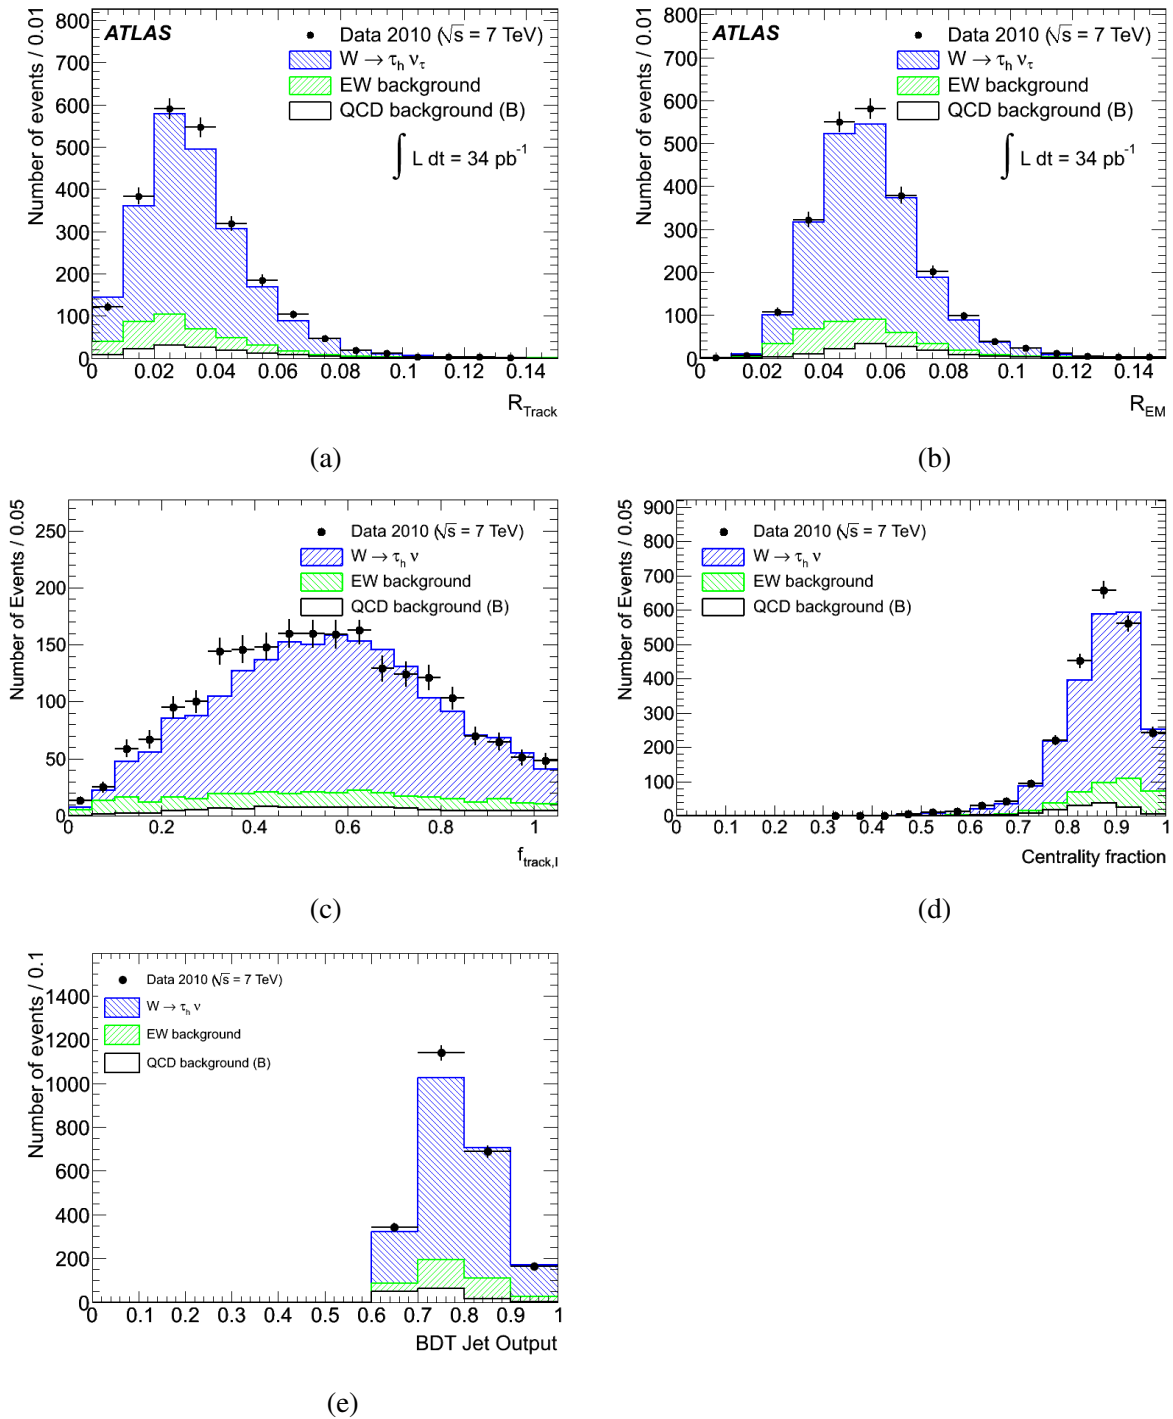 Number of events / 0.01
800
700
600
500
400
300
200
100
0
ATLAS
Data 2010 (√s = 7 TeV)
W → τh ντ
EW background
QCD background (B)
∫ L dt = 34 pb-1
0 0.02 0.04 0.06 0.08 0.1 0.12 0.14
RTrack
(a)
Number of events / 0.01
800
700
600
500
400
300
200
100
0
ATLAS
Data 2010 (√s = 7 TeV)
W → τh ντ
EW background
QCD background (B)
∫ L dt = 34 pb-1
0 0.02 0.04 0.06 0.08 0.1 0.12 0.14
REM
(b)
Number of Events / 0.05
250
200
150
100
50
0
Data 2010 (√s = 7 TeV)
W → τh ν
EW background
QCD background (B)
0 0.2 0.4 0.6 0.8 1
ftrack,I
(c)
Number of Events / 0.05
900
800
700
600
500
400
300
200
100
0
Data 2010 (√s = 7 TeV)
W → τh ν
EW background
QCD background (B)
0 0.1 0.2 0.3 0.4 0.5 0.6 0.7 0.8 0.9 1
Centrality fraction
(d)
Number of events / 0.1
1400
1200
1000
800
600
400
200
0
Data 2010 (√s = 7 TeV)
W → τh ν
EW background
QCD background (B)
0 0.1 0.2 0.3 0.4 0.5 0.6 0.7 0.8 0.9 1
BDT Jet Output
(e)